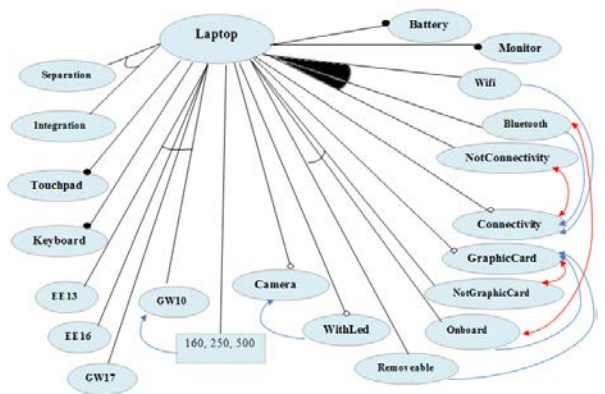 Laptop
Battery
Monitor
Separation
Wifi
Integration
Bluetooth
NotConnectivity
Touchpad
Connectivity
Keyboard
GraphicCard
EE13
GW10
Camera
NotGraphicCard
EE16
160, 250, 500
WithLed
Onboard
GW17
Removeable